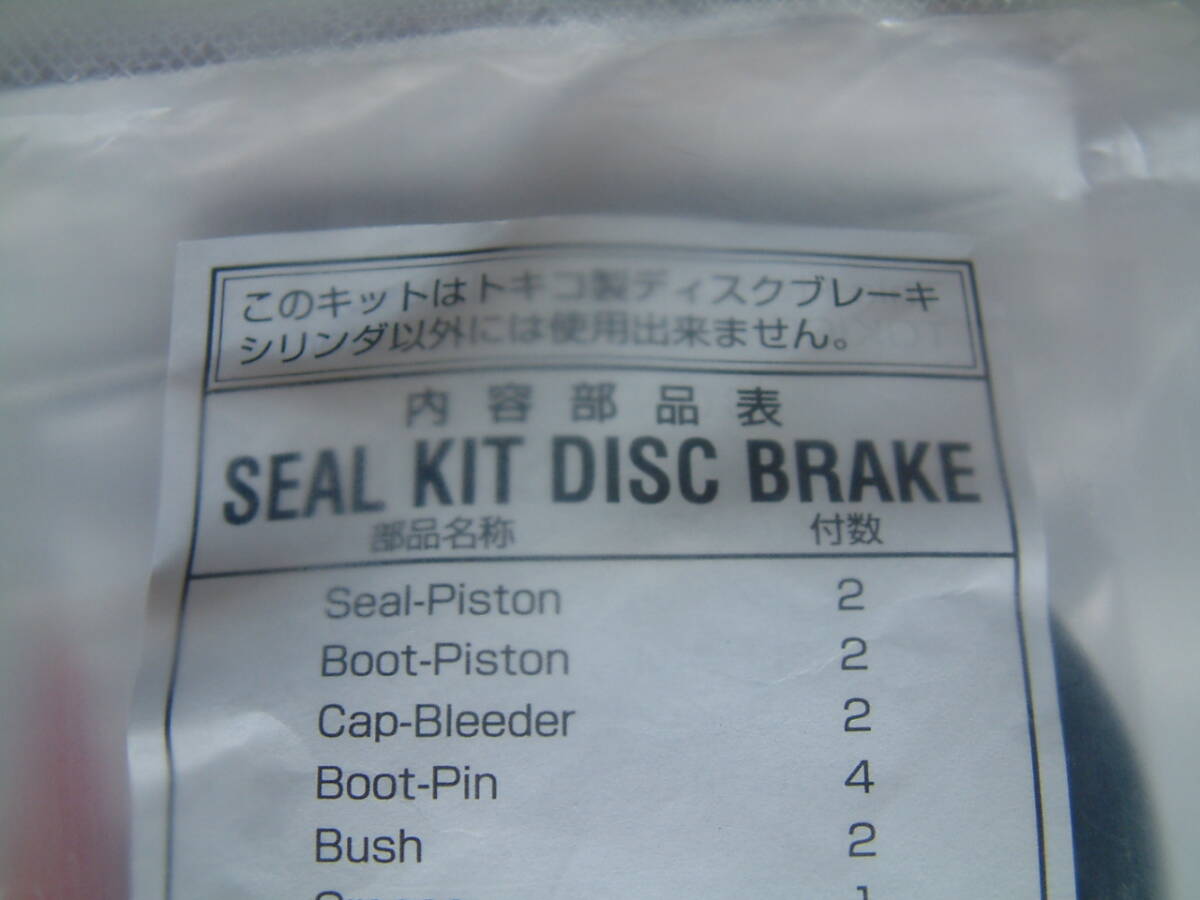 このキットはトキコ製ディスクブレーキ
シリンダ以外には使用出来ません。
内容部品表
SEAL KIT DISC BRAKE
部品名称 付数
Seal-Piston 2
Boot-Piston 2
Cap-Bleeder 2
Boot-Pin 4
Bush 2
1